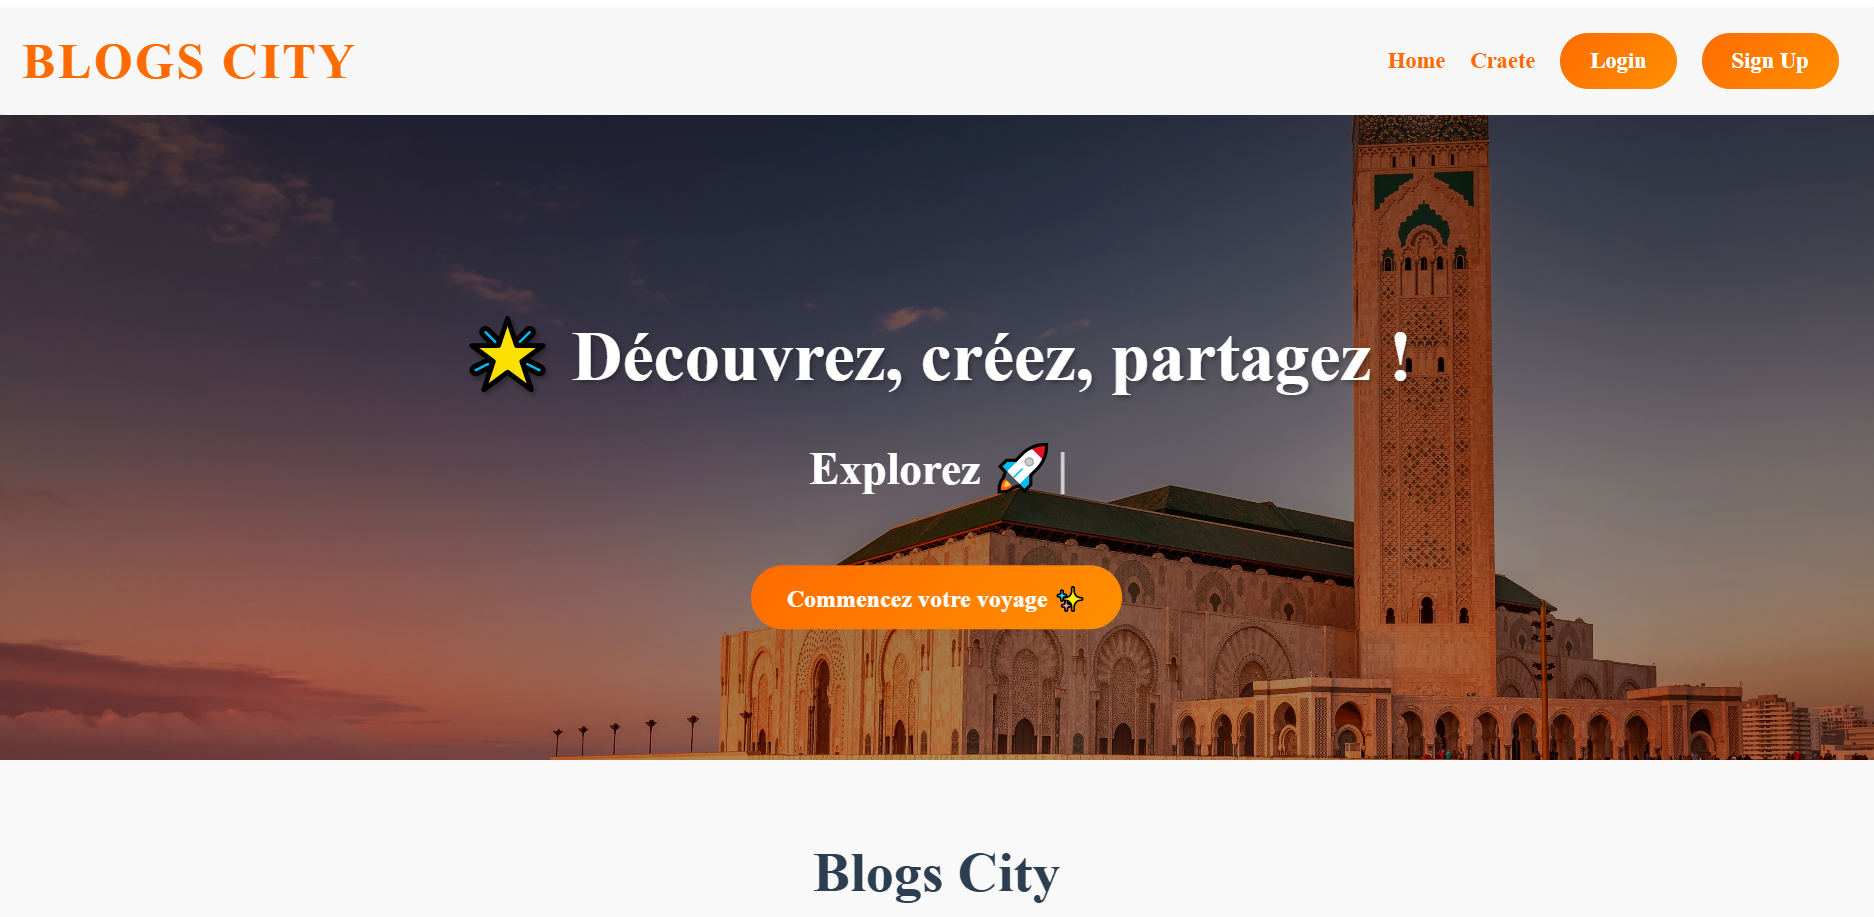 BLOGS CITY
Home Craete Login Sign Up
🌟 Découvrez, créez, partagez !
Explorez 🚀 |
Commencez votre voyage ✨
Blogs City